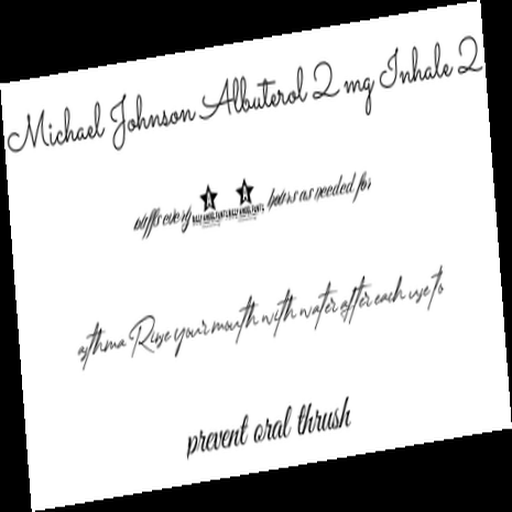 Michael Johnson Albuterol 2 mg Inhale 2
puffs every hours as needed for
asthma Rinse your mouth with water after each use to
prevent oral thrush